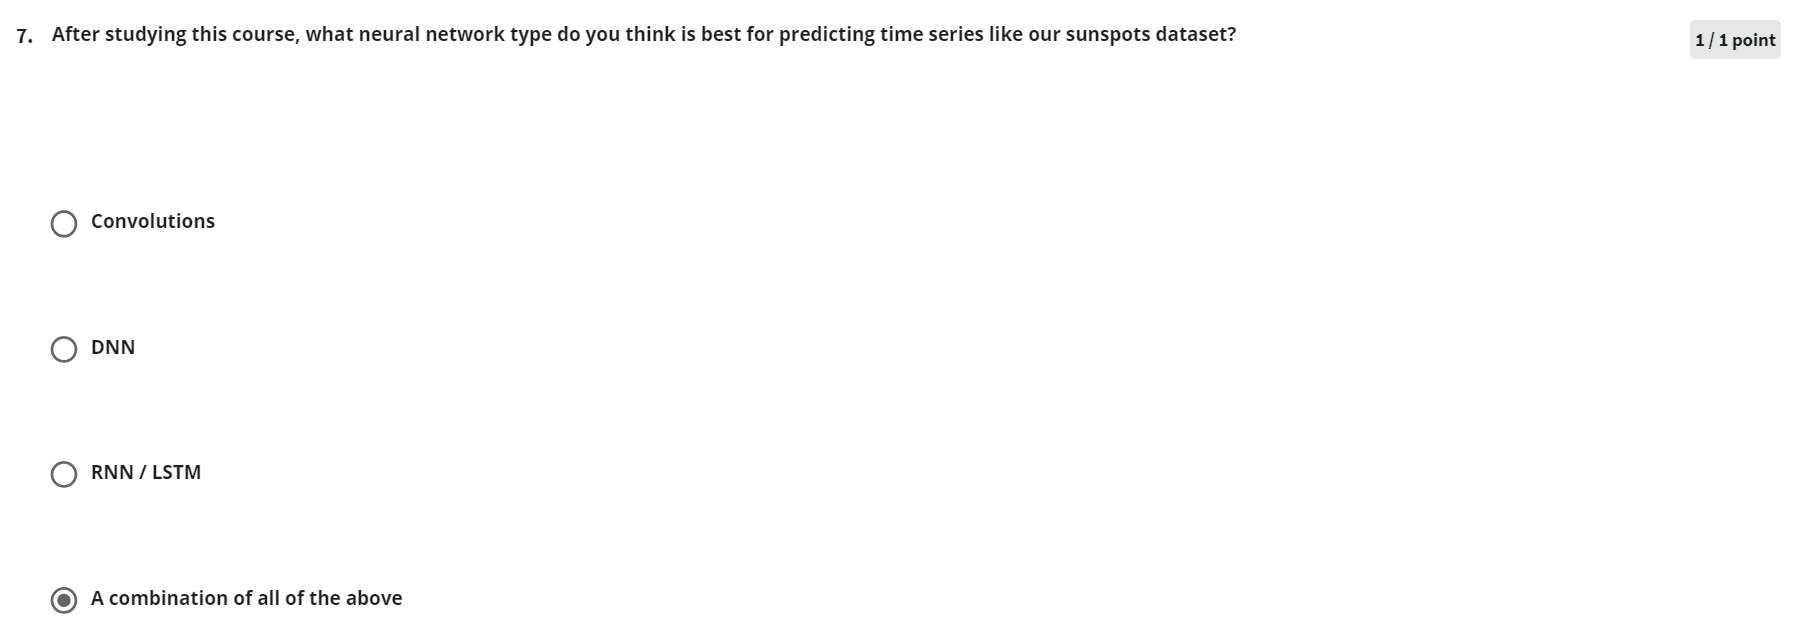 7. After studying this course, what neural network type do you think is best for predicting time series like our sunspots dataset?
1 / 1 point
Convolutions
DNN
RNN / LSTM
A combination of all of the above